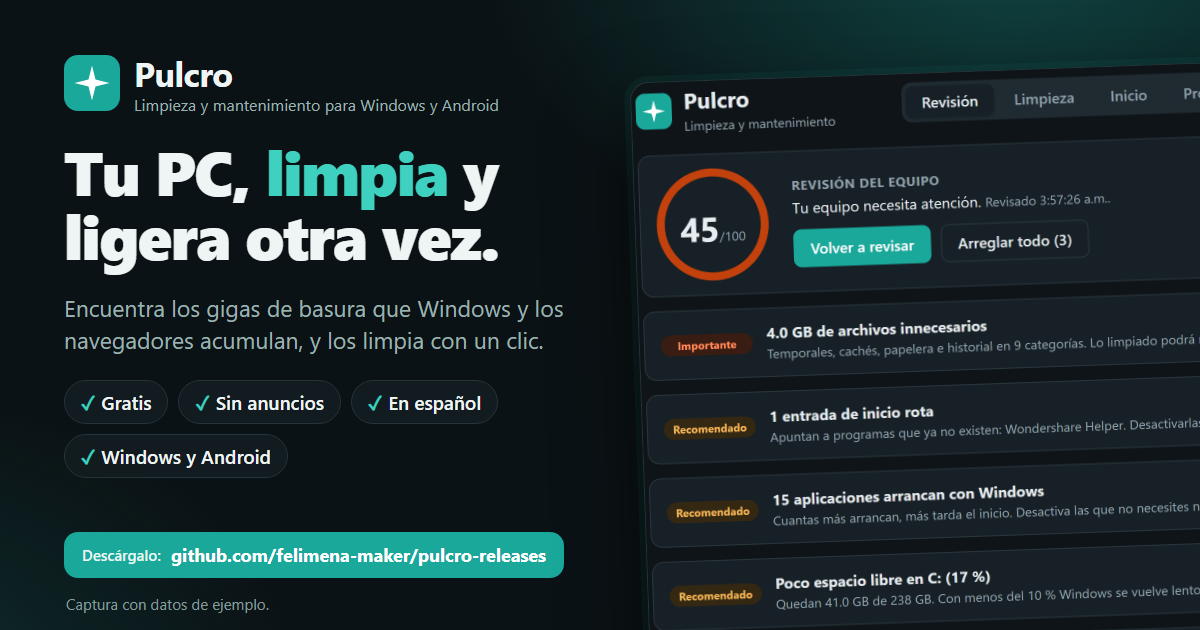 Pulcro
Limpieza y mantenimiento para Windows y Android
Tu PC, limpia y
ligera otra vez.
Encuentra los gigas de basura que Windows y los
navegadores acumulan, y los limpia con un clic.
✓ Gratis
✓ Sin anuncios
✓ En español
✓ Windows y Android
Descárgalo: github.com/felimena-maker/pulcro-releases
Captura con datos de ejemplo.
Pulcro
Limpieza y mantenimiento
Revisión
Limpieza
Inicio
REVISIÓN DEL EQUIPO
45/100
Tu equipo necesita atención. Revisado 3:57:26 a.m..
Volver a revisar
Arreglar todo (3)
Importante
4.0 GB de archivos innecesarios
Temporales, cachés, papelera e historial en 9 categorías. Lo limpiado podrá
Recomendado
1 entrada de inicio rota
Apuntan a programas que ya no existen: Wondershare Helper. Desactivarlas
Recomendado
15 aplicaciones arrancan con Windows
Cuantas más arrancan, más tarda el inicio. Desactiva las que no necesites
Recomendado
Poco espacio libre en C: (17 %)
Quedan 41.0 GB de 238 GB. Con menos del 10 % Windows se vuelve lento